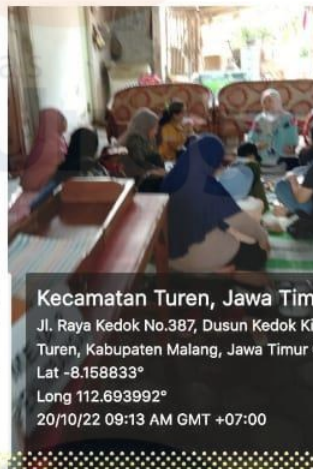 Kecamatan Turen, Jawa Tim
Jl. Raya Kedok No.387, Dusun Kedok Ki
Turen, Kabupaten Malang, Jawa Timur
Lat -8.158833°
Long 112.693992°
20/10/22 09:13 AM GMT +07:00